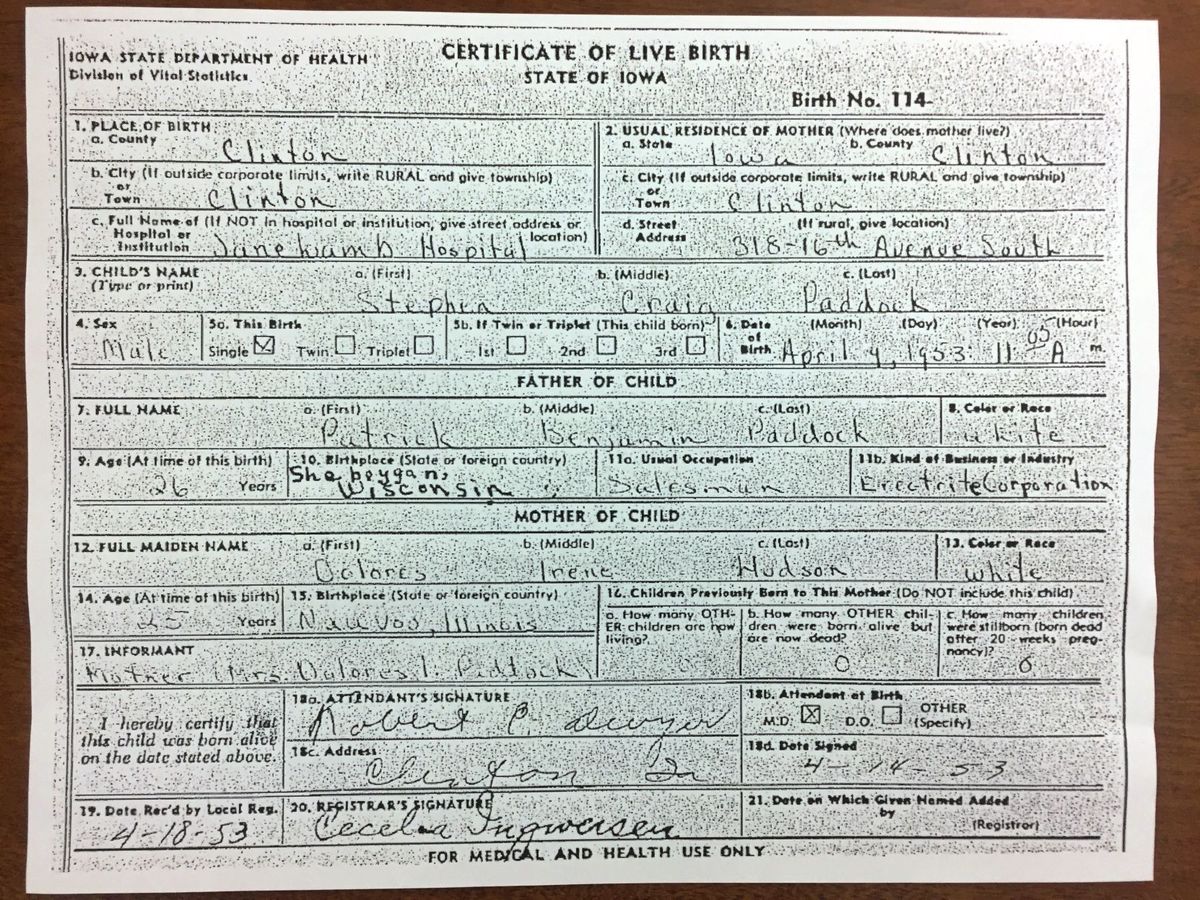 IOWA STATE DEPARTMENT OF HEALTH
Division of Vital Statistics
CERTIFICATE OF LIVE BIRTH
STATE OF IOWA
Birth No. 114-
1. PLACE OF BIRTH
a. County
Clinton
2. USUAL RESIDENCE OF MOTHER (Where does mother live?)
a. State b. County
Iowa Clinton
b. City (If outside corporate limits, write RURAL and give township)
or
Town Clinton
c. City (If outside corporate limits, write RURAL and give township)
or
Town Clinton
c. Full Name of (If NOT in hospital or institution, give street address or
Hospital or location)
Institution Jane Lamb Hospital
d. Street (If rural, give location)
Address 318-16th Avenue South
3. CHILD'S NAME a. (First) b. (Middle) c. (Last)
(Type or print)
Stephen Craig Paddock
4. Sex
Male
5a. This Birth
Single Twin Triplet
5b. If Twin or Triplet (This child born)
1st 2nd 3rd
6. Date (Month) (Day) (Year) (Hour)
of
Birth April 9, 1953 11 05 A m.
FATHER OF CHILD
7. FULL NAME a. (First) b. (Middle) c. (Last)
Patrick Benjamin Paddock
8. Color or Race
white
9. Age (At time of this birth)
26 Years
10. Birthplace (State or foreign country)
Sheboygan,
Wisconsin
11a. Usual Occupation
Salesman
11b. Kind of Business or Industry
Erectrite Corporation
MOTHER OF CHILD
12. FULL MAIDEN NAME a. (First) b. (Middle) c. (Last)
Dolores Irene Hudson
13. Color or Race
white
14. Age (At time of this birth)
25 Years
15. Birthplace (State or foreign country)
Nauvoo, Illinois
16. Children Previously Born to This Mother (Do NOT include this child)
a. How many OTH-
ER children are now
living?
b. How many OTHER chil-
dren were born alive but
are now dead?
0
c. How many children
were stillborn (born dead
after 20 weeks preg-
nancy)?
0
17. INFORMANT
Mother (Mrs. Dolores I. Paddock)
I hereby certify that
this child was born alive
on the date stated above.
18a. ATTENDANT'S SIGNATURE
Robert C. Dwyer
18b. Attendant at Birth
M.D. D.O. OTHER
(Specify)
18c. Address
Clinton Ia
18d. Date Signed
4-14-53
19. Date Rec'd by Local Reg.
4-18-53
20. REGISTRAR'S SIGNATURE
Cecelia Ingwersen
21. Date on Which Given Named Added
by
(Registrar)
FOR MEDICAL AND HEALTH USE ONLY